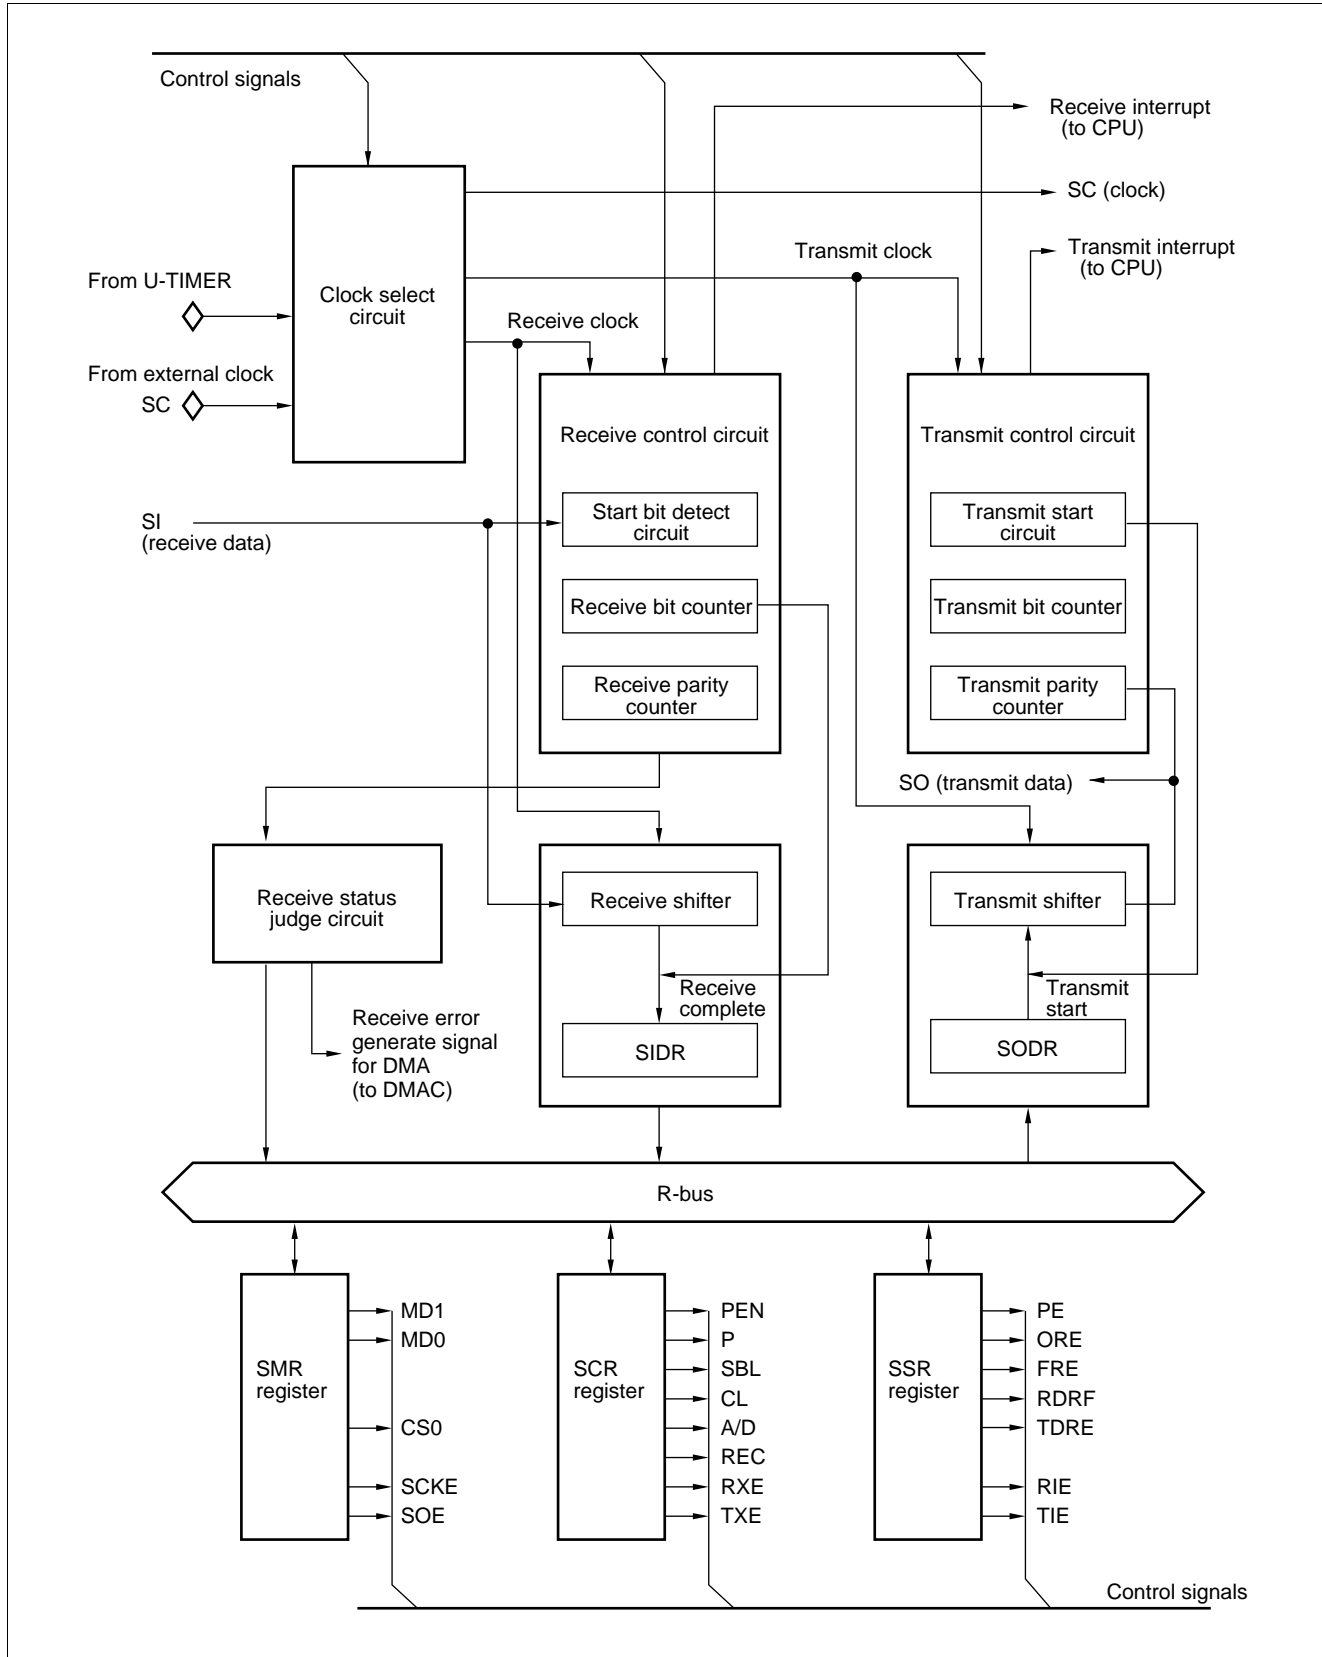 Control signals
Receive interrupt
(to CPU)
SC (clock)
Transmit clock
Transmit interrupt
(to CPU)
From U-TIMER
Clock select
circuit
Receive clock
From external clock
SC
Receive control circuit
Transmit control circuit
SI
(receive data)
Start bit detect
circuit
Transmit start
circuit
Receive bit counter
Transmit bit counter
Receive parity
counter
Transmit parity
counter
SO (transmit data)
Receive status
judge circuit
Receive shifter
Transmit shifter
Receive
complete
Transmit
start
Receive error
generate signal
for DMA
(to DMAC)
SIDR
SODR
R-bus
SMR
register
MD1
MD0
CS0
SCKE
SOE
SCR
register
PEN
P
SBL
CL
A/D
REC
RXE
TXE
SSR
register
PE
ORE
FRE
RDRF
TDRE
RIE
TIE
Control signals